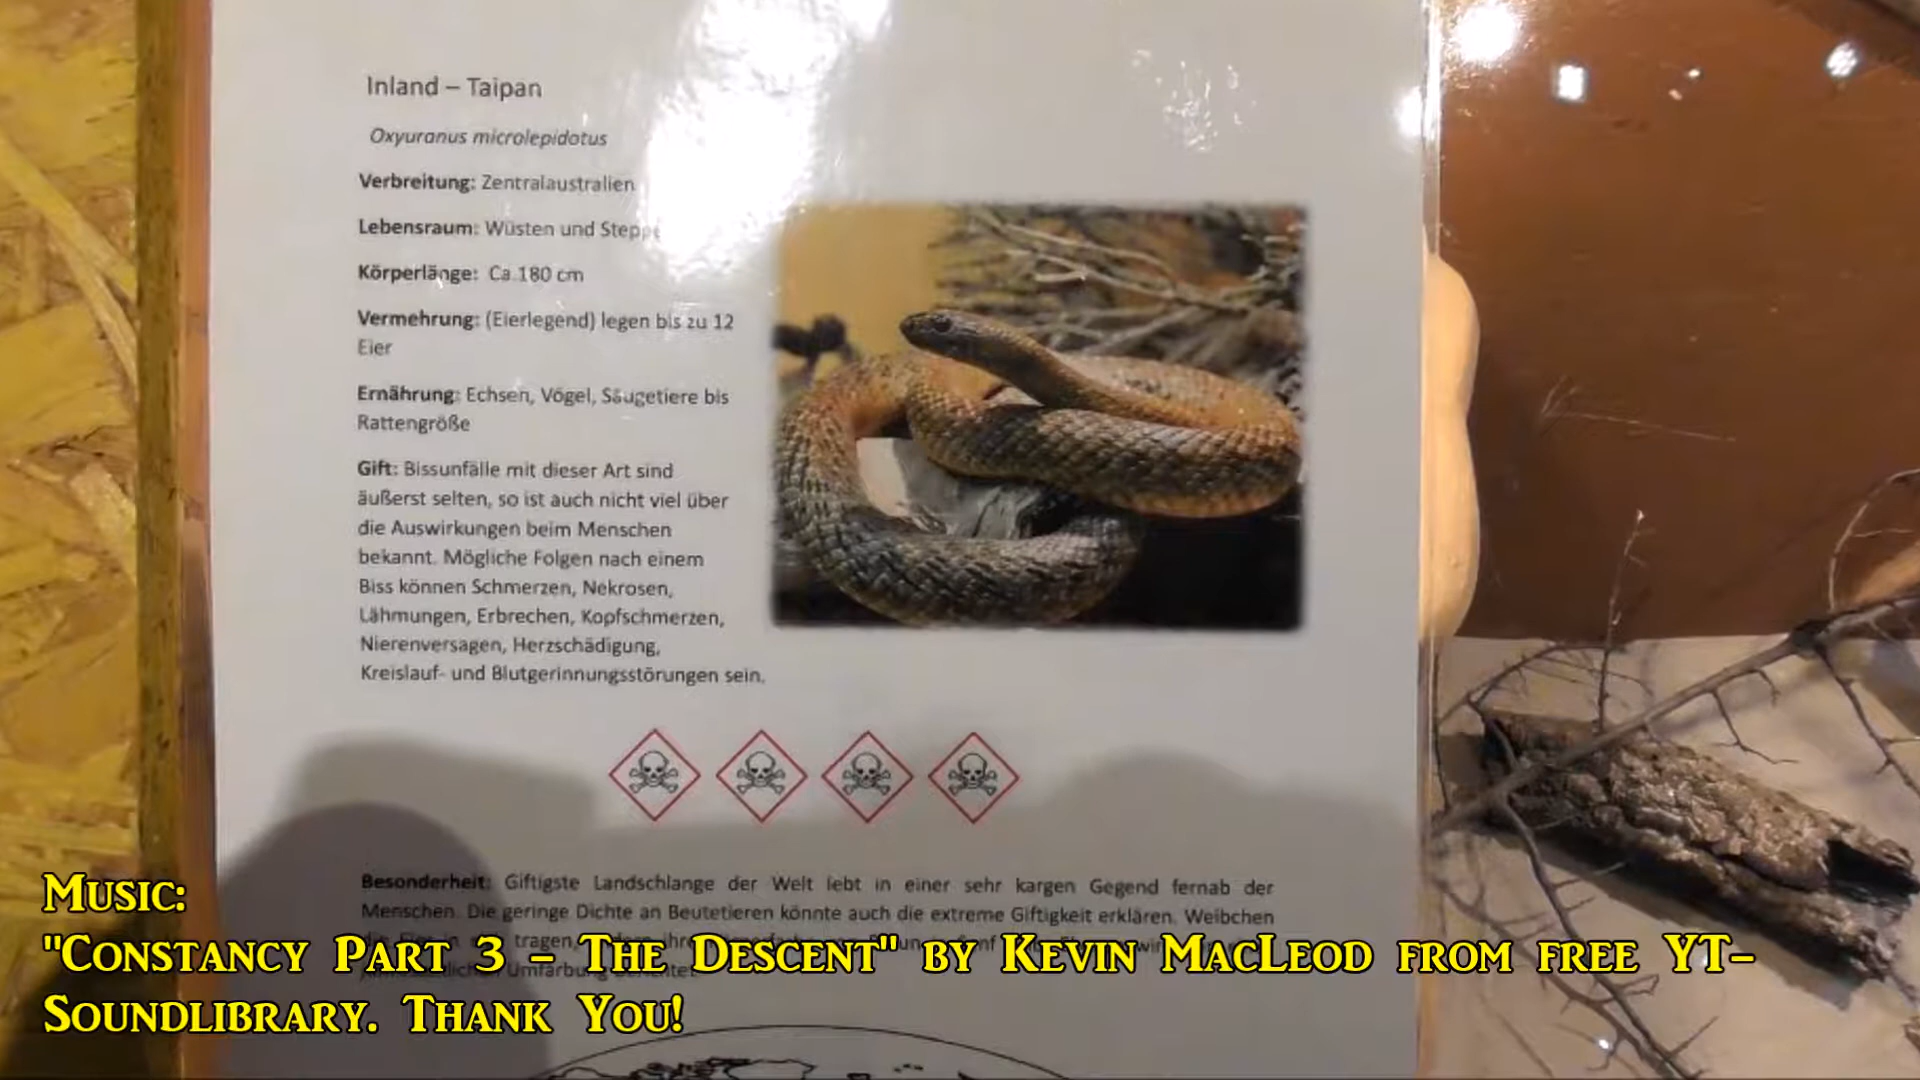 Inland – Taipan
Oxyuranus microlepidotus
Verbreitung: Zentralaustralien
Lebensraum: Wüsten und Steppe
Körperlänge: Ca.180 cm
Vermehrung: (Eierlegend) legen bis zu 12
Eier
Ernährung: Echsen, Vögel, Säugetiere bis
Rattengröße
Gift: Bissunfälle mit dieser Art sind
äußerst selten, so ist auch nicht viel über
die Auswirkungen beim Menschen
bekannt. Mögliche Folgen nach einem
Biss können Schmerzen, Nekrosen,
Lähmungen, Erbrechen, Kopfschmerzen,
Nierenversagen, Herzschädigung,
Kreislauf- und Blutgerinnungsstörungen sein.
Besonderheit: Giftigste Landschlange der Welt lebt in einer sehr kargen Gegend fernab der
Menschen. Die geringe Dichte an Beutetieren könnte auch die extreme Giftigkeit erklären. Weibchen
tragen,
Umfärbung
Music:
"Constancy Part 3 - The Descent" by Kevin MacLeod from free YT-
Soundlibrary. Thank You!